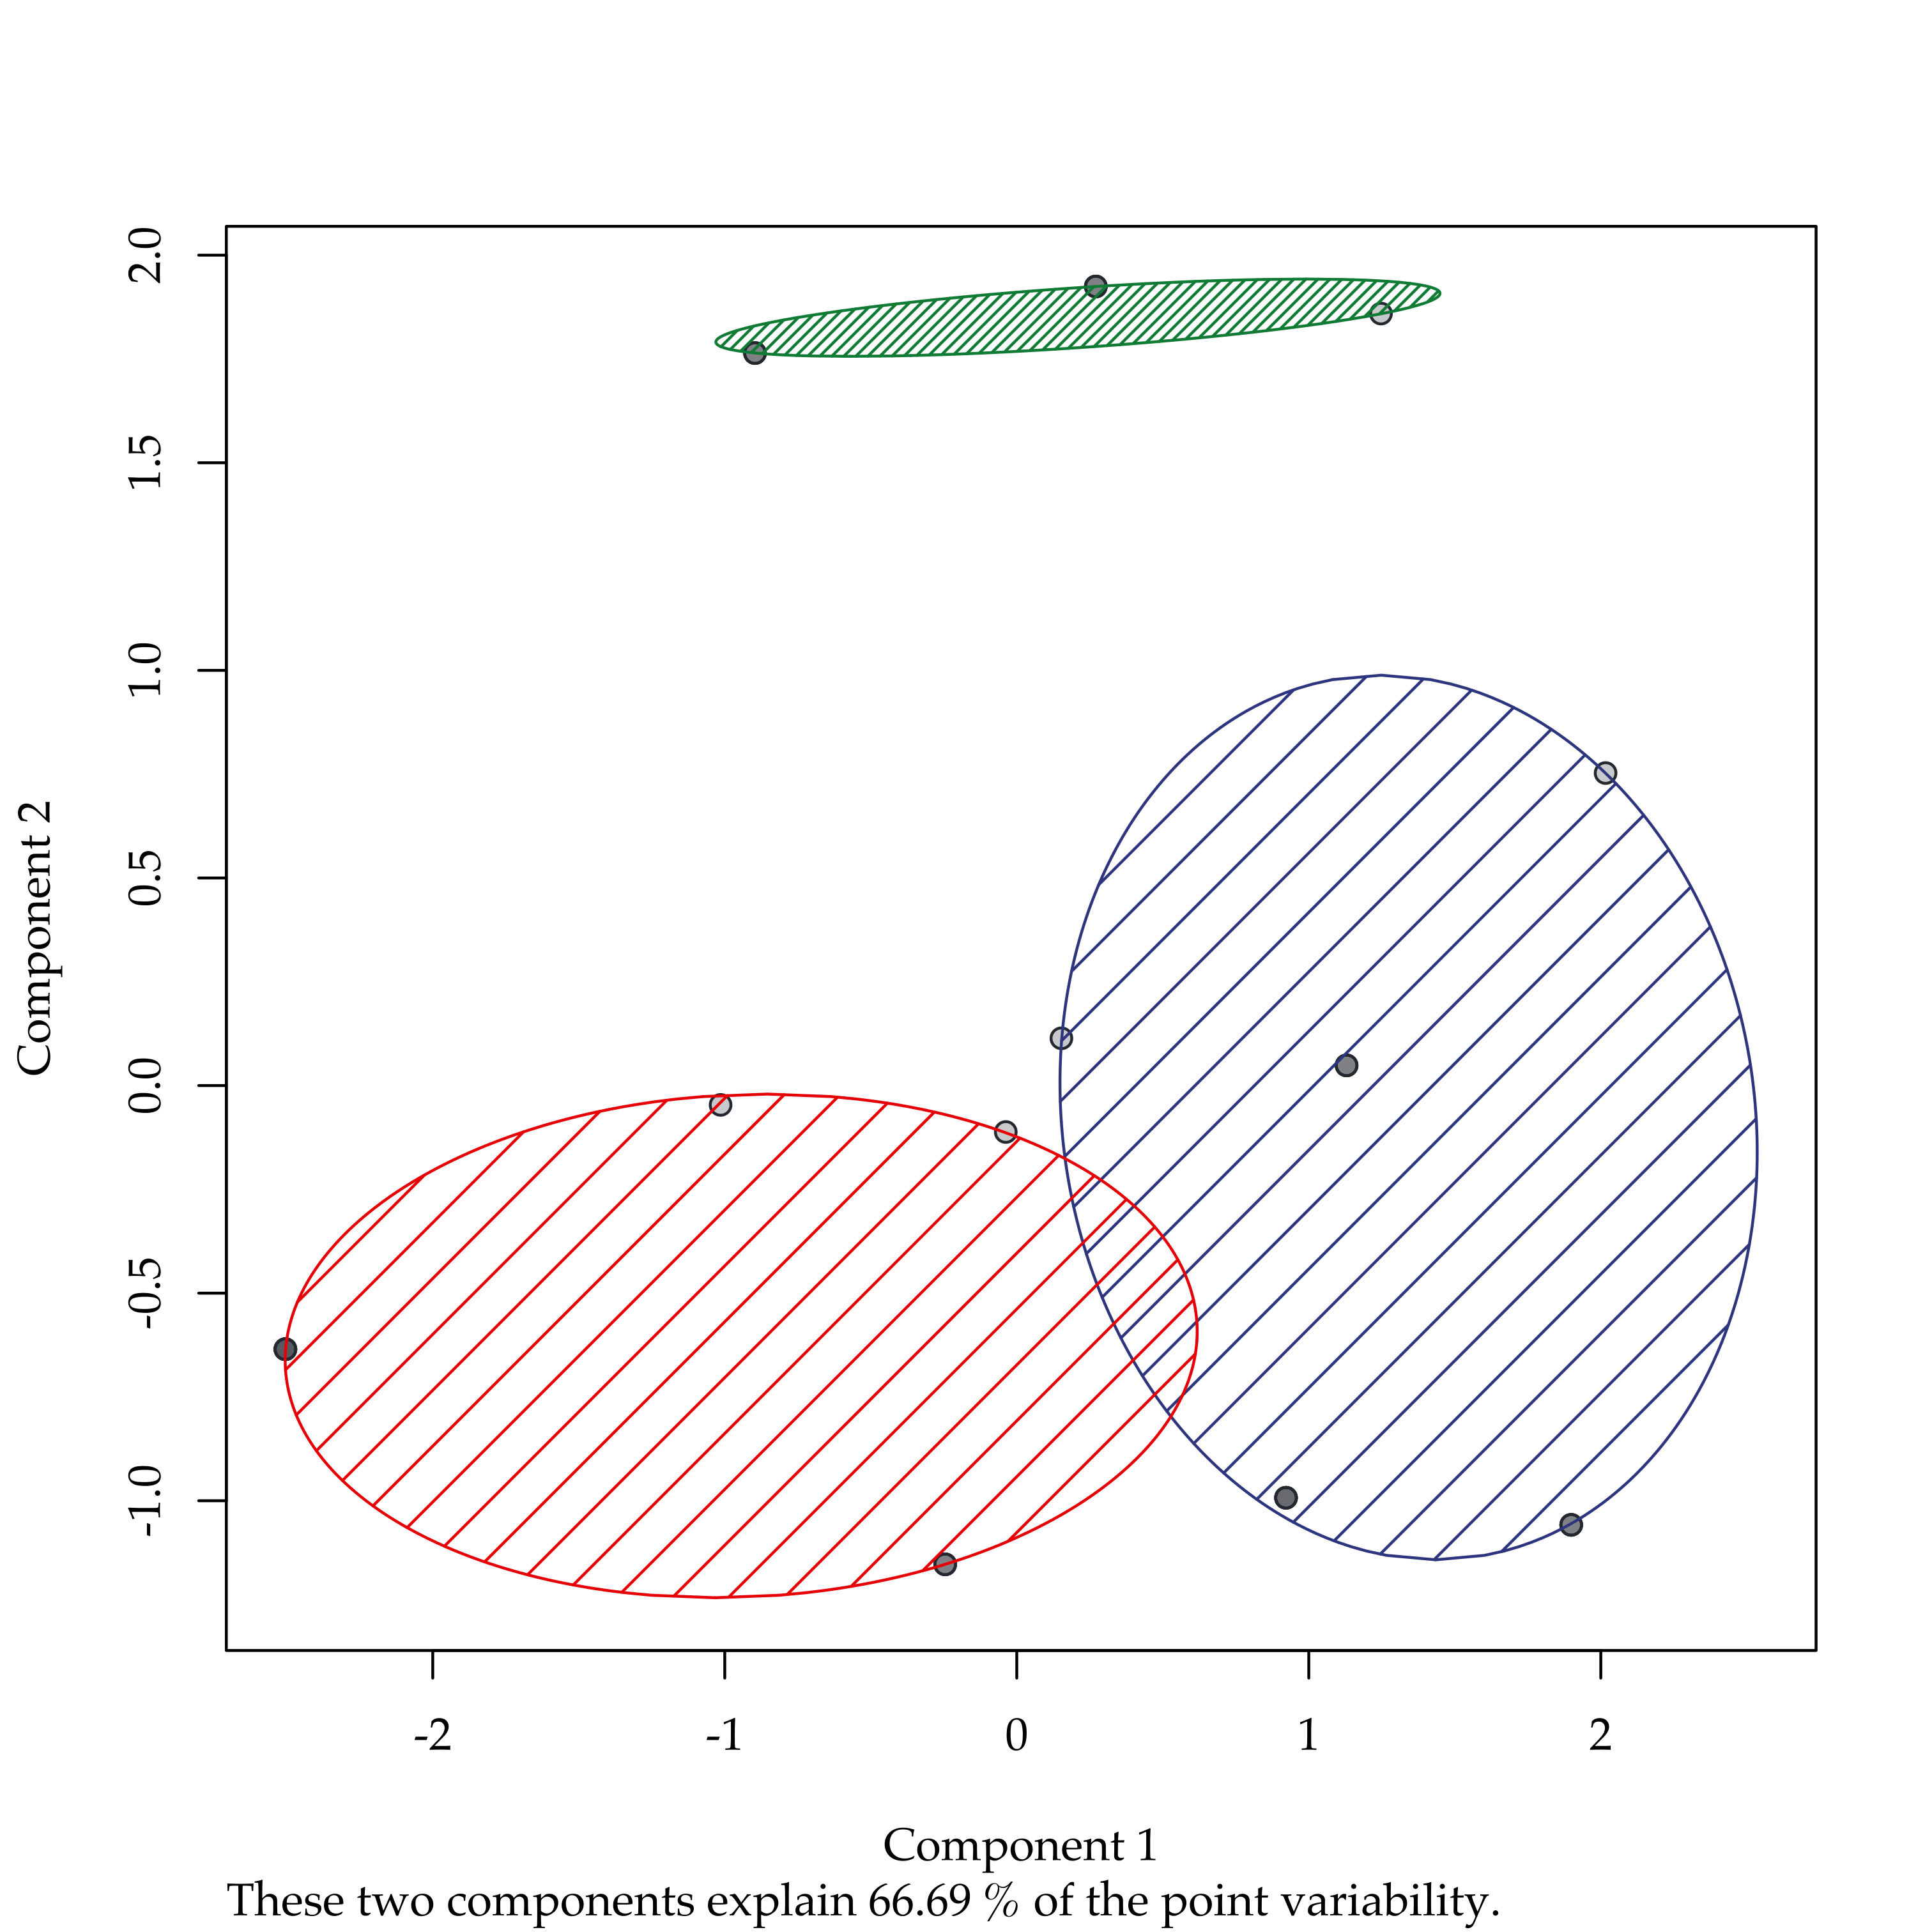 2.0
1.5
1.0
0.5
0.0
-0.5
-1.0
Component 2
-2 -1 0 1 2
Component 1
These two components explain 66.69 % of the point variability.